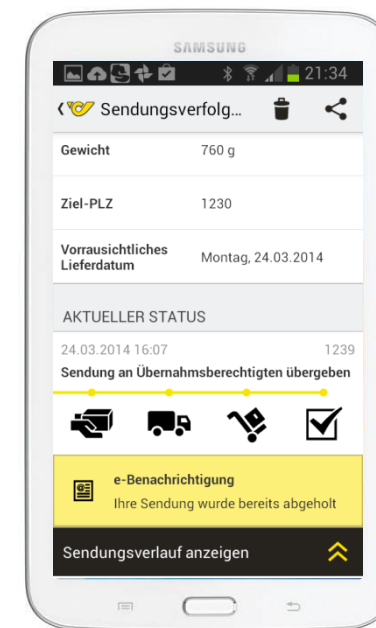 SAMSUNG
21:34
Sendungsverfolg...
Gewicht 760 g
Ziel-PLZ 1230
Vorrausichtliches
Lieferdatum Montag, 24.03.2014
AKTUELLER STATUS
24.03.2014 16:07 1239
Sendung an Übernahmsberechtigten übergeben
e-Benachrichtigung
Ihre Sendung wurde bereits abgeholt
Sendungsverlauf anzeigen